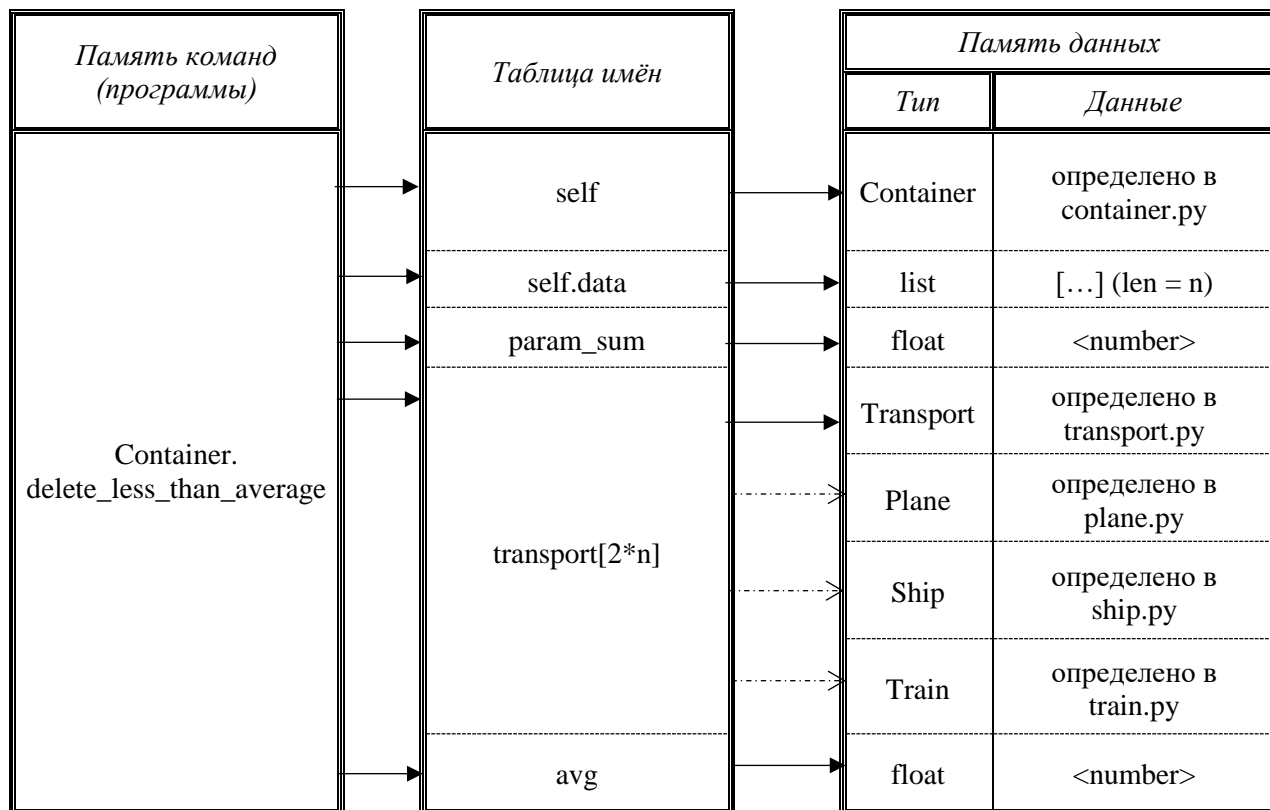 Память команд
(программы)
Таблица имён
Память данных
Тип
Данные
Container.
delete_less_than_average
self
Container
определено в
container.py
self.data
list
[…] (len = n)
param_sum
float
<number>
transport[2*n]
Transport
определено в
transport.py
Plane
определено в
plane.py
Ship
определено в
ship.py
Train
определено в
train.py
avg
float
<number>